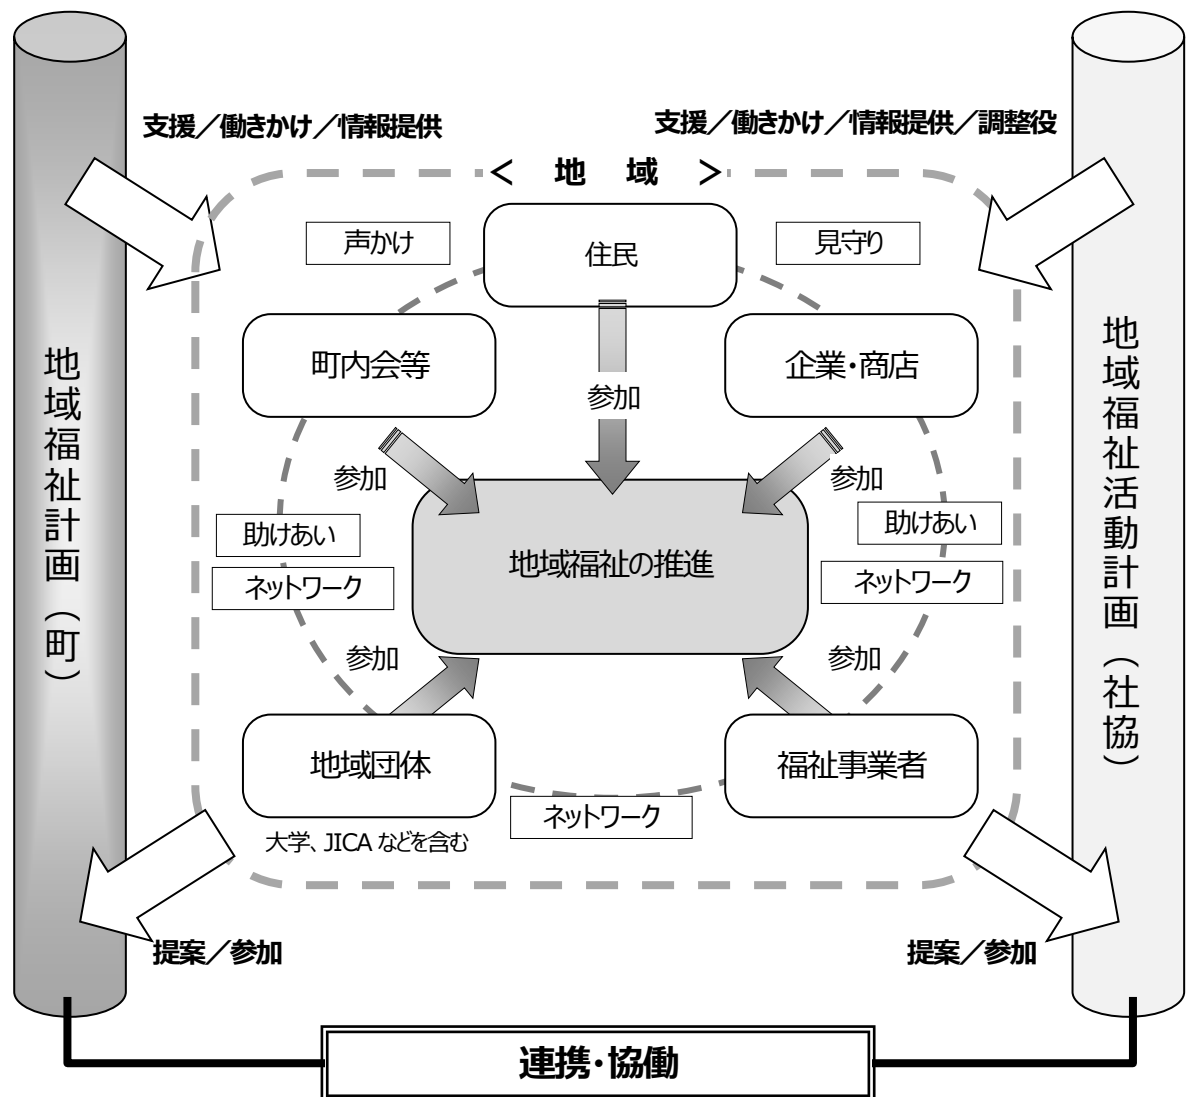 支援／働きかけ／情報提供
支援／働きかけ／情報提供／調整役
＜　地　域　＞
声かけ
住民
見守り
町内会等
企業・商店
参加
参加
参加
助けあい
助けあい
ネットワーク
ネットワーク
地域福祉の推進
参加
参加
地域団体
福祉事業者
大学、JICA などを含む
ネットワーク
地域福祉計画（町）
地域福祉活動計画（社協）
提案／参加
提案／参加
連携・協働